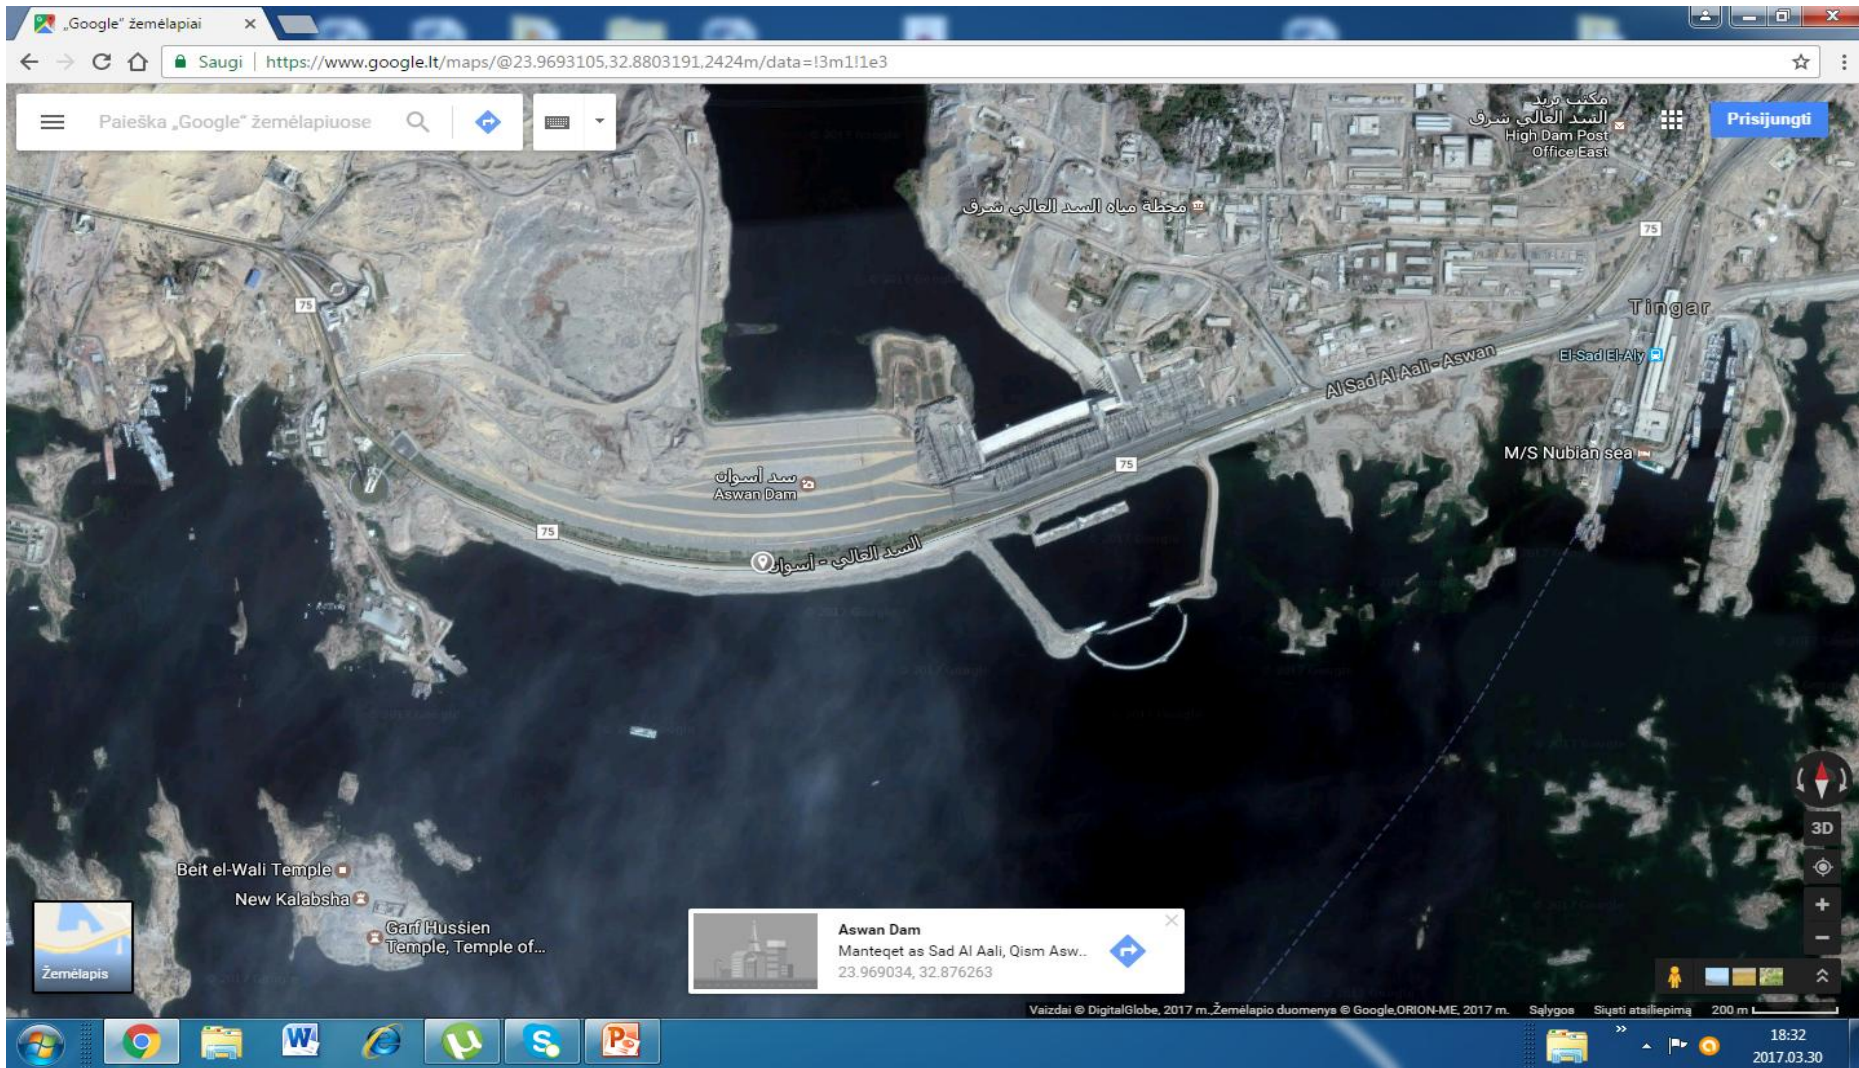 „Google“ žemėlapiai
Saugi
https://www.google.lt/maps/@23.9693105,32.8803191,2424m/data=!3m1!1e3
Paieška „Google“ žemėlapiuose
مكتب بريد
السد العالي شرق
High Dam Post
Office East
Prisijungti
محطة مياه السد العالي شرق
75
75
Tingar
El-Sad El-Aly
Al Sad Al Aali - Aswan
M/S Nubian sea
75
سد أسوان
Aswan Dam
75
السد العالي - أسوان
3D
Beit el-Wali Temple
New Kalabsha
Garf Hussien
Temple, Temple of...
Žemėlapis
Aswan Dam
Manteqet as Sad Al Aali, Qism Asw..
23.969034, 32.876263
Vaizdai © DigitalGlobe, 2017 m.,Žemėlapio duomenys © Google,ORION-ME, 2017 m.
Sąlygos
Siųsti atsiliepimą
200 m
18:32
2017.03.30